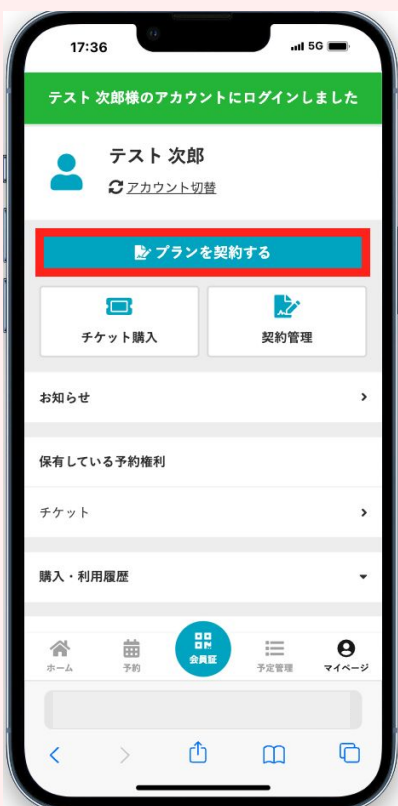 17:36
5G
テスト 次郎様のアカウントにログインしました
テスト 次郎
アカウント切替
プランを契約する
チケット購入
契約管理
お知らせ
保有している予約権利
チケット
購入・利用履歴
ホーム
予約
会員証
予定管理
マイページ